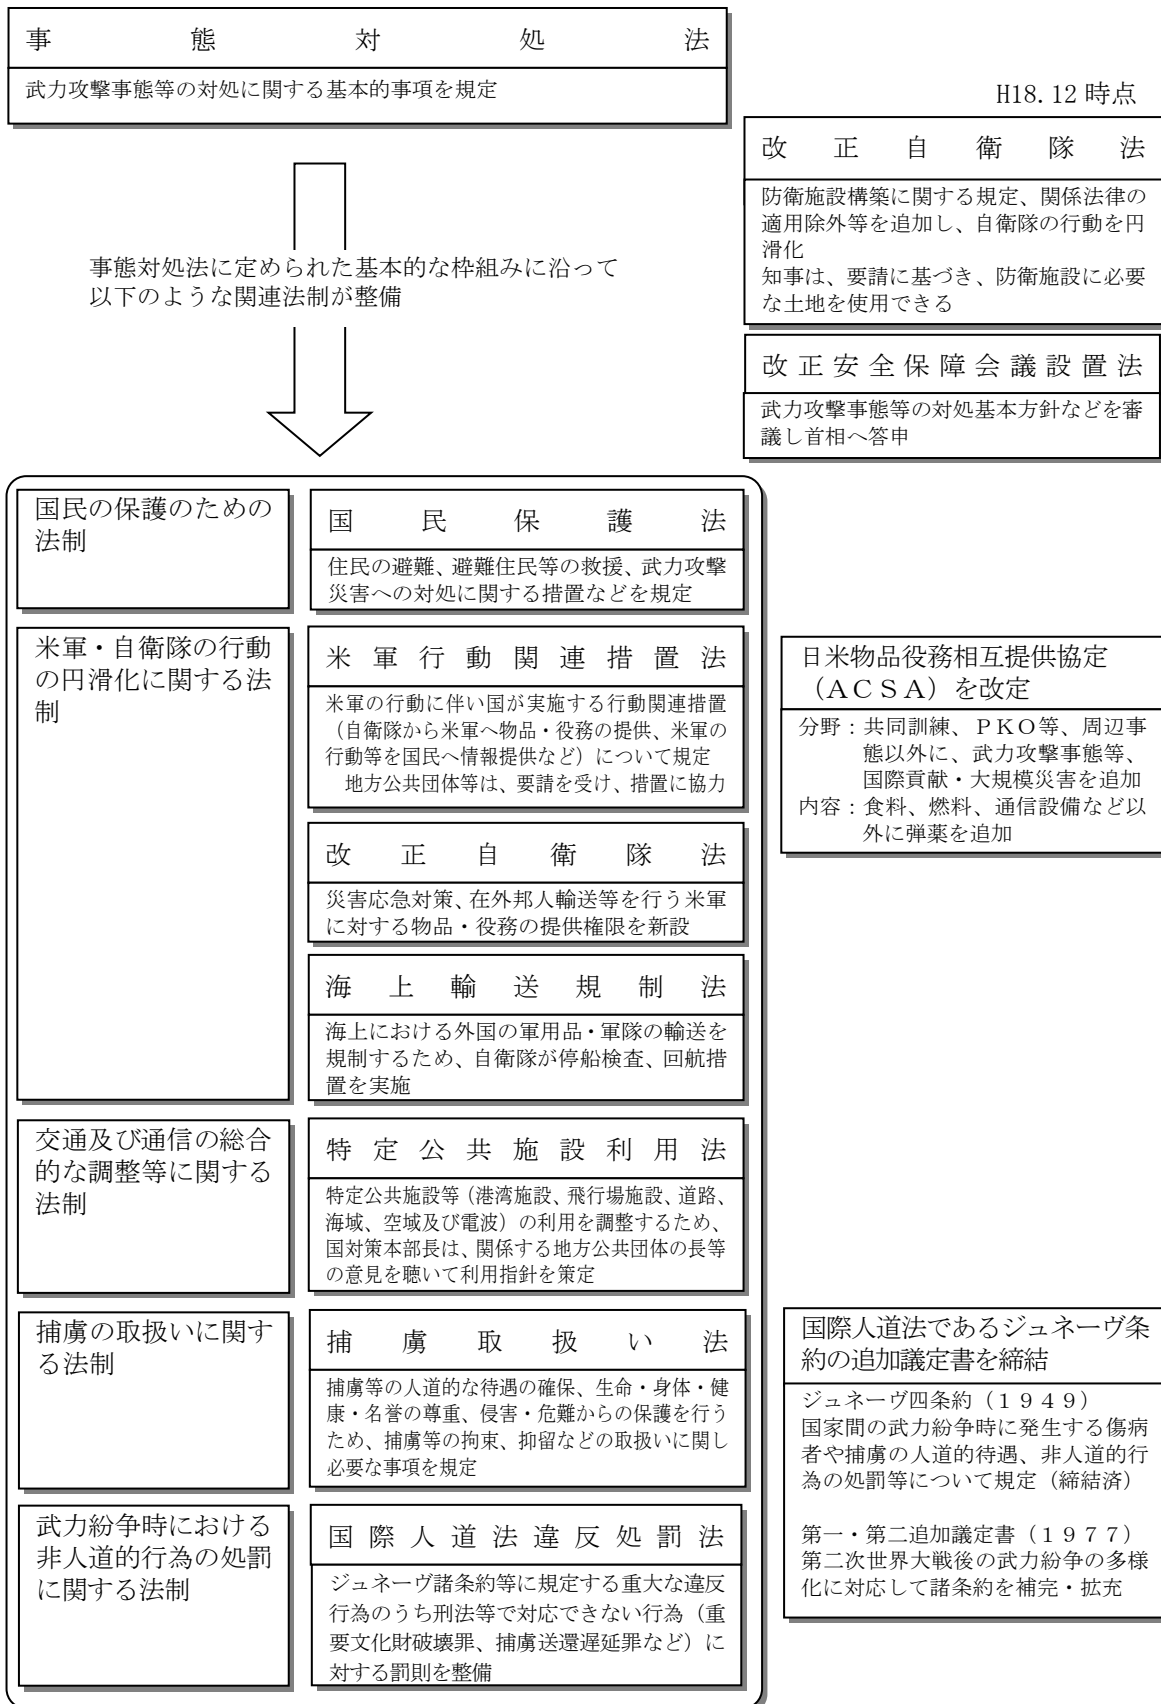 事態対処法
武力攻撃事態等の対処に関する基本的事項を規定
H18.12 時点
改正自衛隊法
防衛施設構築に関する規定、関係法律の
適用除外等を追加し、自衛隊の行動を円
滑化
知事は、要請に基づき、防衛施設に必要
な土地を使用できる
事態対処法に定められた基本的な枠組みに沿って
以下のような関連法制が整備
改正安全保障会議設置法
武力攻撃事態等の対処基本方針などを審
議し首相へ答申
国民の保護のための
法制
国民保護法
住民の避難、避難住民等の救援、武力攻撃
災害への対処に関する措置などを規定
米軍・自衛隊の行動
の円滑化に関する法
制
米軍行動関連措置法
米軍の行動に伴い国が実施する行動関連措置
(自衛隊から米軍へ物品・役務の提供、米軍の
行動等を国民へ情報提供など)について規定
地方公共団体等は、要請を受け、措置に協力
日米物品役務相互提供協定
(ACSA)を改定
分野:共同訓練、PKO等、周辺事
態以外に、武力攻撃事態等、
国際貢献・大規模災害を追加
内容:食料、燃料、通信設備など以
外に弾薬を追加
改正自衛隊法
災害応急対策、在外邦人輸送等を行う米軍
に対する物品・役務の提供権限を新設
海上輸送規制法
海上における外国の軍用品・軍隊の輸送を
規制するため、自衛隊が停船検査、回航措
置を実施
交通及び通信の総合
的な調整等に関する
法制
特定公共施設利用法
特定公共施設等(港湾施設、飛行場施設、道路、
海域、空域及び電波)の利用を調整するため、
国対策本部長は、関係する地方公共団体の長等
の意見を聴いて利用指針を策定
捕虜の取扱いに関す
る法制
捕虜取扱い法
捕虜等の人道的な待遇の確保、生命・身体・健
康・名誉の尊重、侵害・危難からの保護を行う
ため、捕虜等の拘束、抑留などの取扱いに関し
必要な事項を規定
国際人道法であるジュネーヴ条
約の追加議定書を締結
ジュネーヴ四条約(1949)
国家間の武力紛争時に発生する傷病
者や捕虜の人道的待遇、非人道的行
為の処罰等について規定(締結済)
第一・第二追加議定書(1977)
第二次世界大戦後の武力紛争の多様
化に対応して諸条約を補完・拡充
武力紛争時における
非人道的行為の処罰
に関する法制
国際人道法違反処罰法
ジュネーヴ諸条約等に規定する重大な違反
行為のうち刑法等で対応できない行為(重
要文化財破壊罪、捕虜送還遅延罪など)に
対する罰則を整備